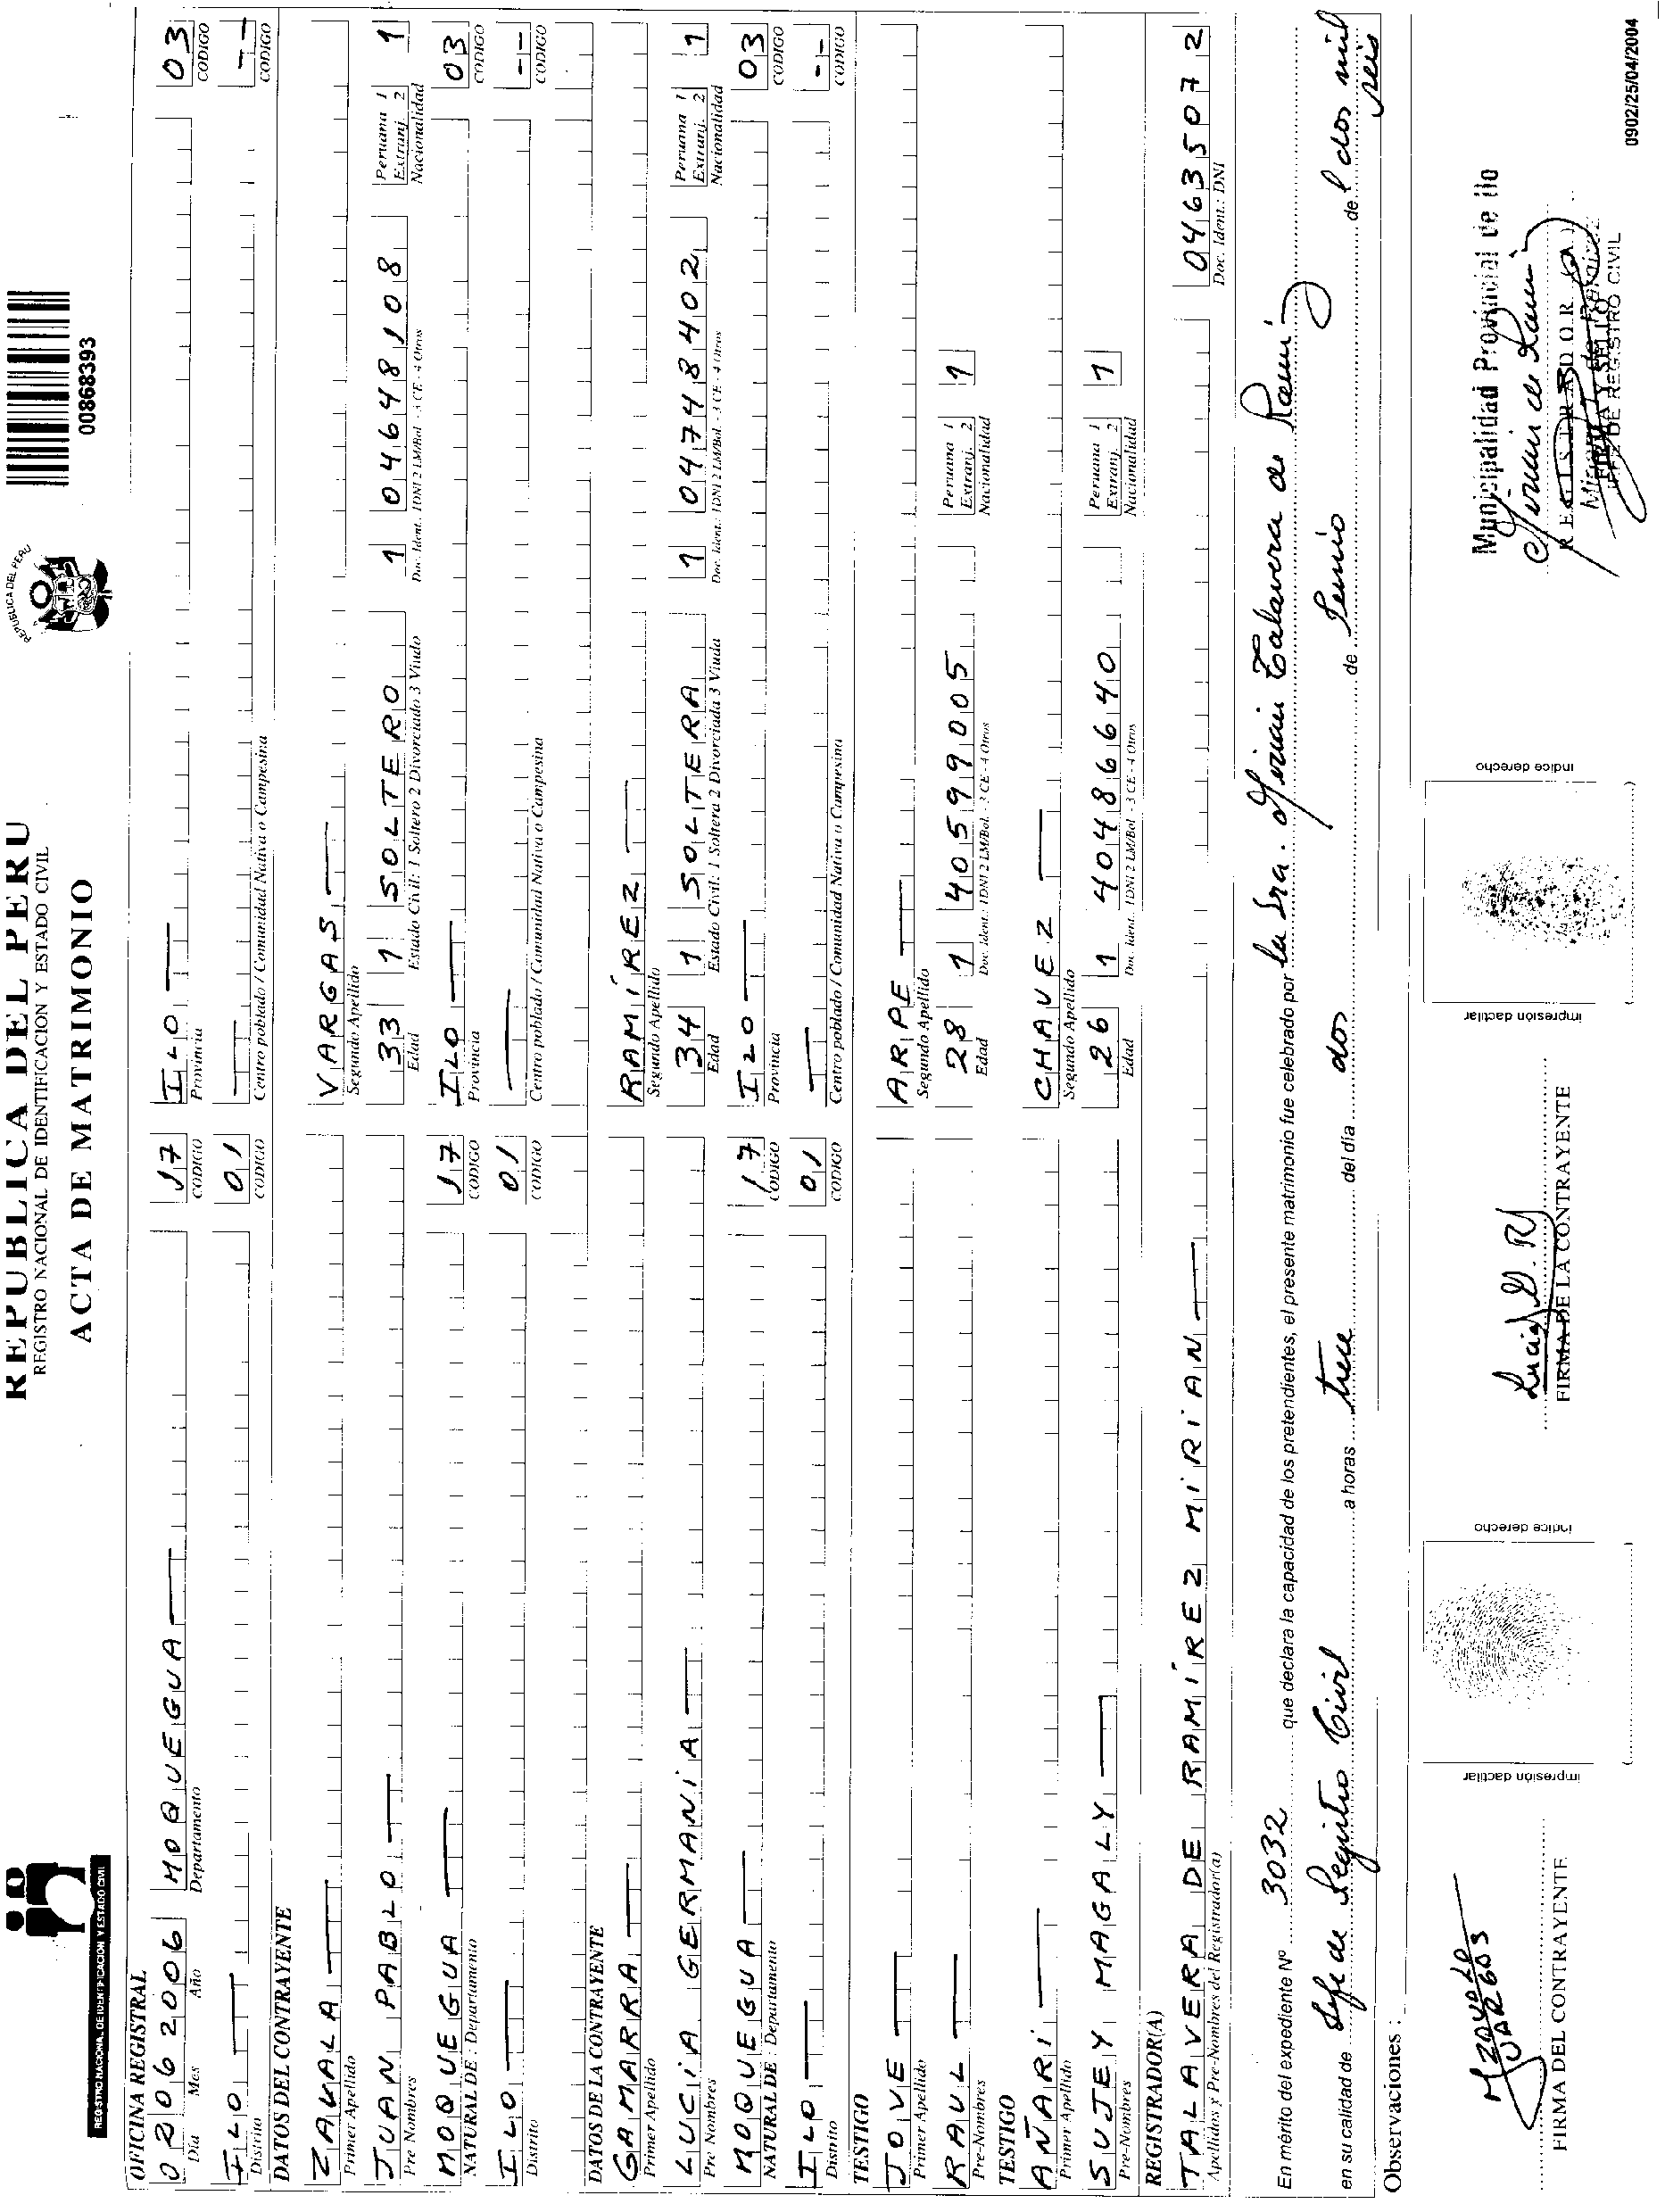 REPUBLICA DEL PERU
REGISTRO NACIONAL DE IDENTIFICACION Y ESTADO CIVIL
ACTA DE MATRIMONIO
REGISTRO NACIONAL DE IDENTIFICACION Y ESTADO CIVIL
REPUBLICA DEL PERU
00868393
OFICINA REGISTRAL
02 06 2006 MOQUEGUA 17 ILO 03
Día Mes Año Departamento CODIGO Provincia CODIGO
ILO 01 --
Distrito CODIGO Centro poblado / Comunidad Nativa o Campesina CODIGO
DATOS DEL CONTRAYENTE
ZAVALA VARGAS
Primer Apellido Segundo Apellido
JUAN PABLO 33 1 SOLTERO 1 04648108 Peruana 1 Extranj. 2 1
Pre Nombres Edad Estado Civil: 1 Soltero 2 Divorciado 3 Viudo Doc. Ident.: 1DNI 2 LM/Bol. - 3 CE - 4 Otros Nacionalidad
MOQUEGUA 17 ILO 03
NATURAL DE : Departamento CODIGO Provincia CODIGO
ILO 01 --
Distrito CODIGO Centro poblado / Comunidad Nativa o Campesina CODIGO
DATOS DE LA CONTRAYENTE
GAMARRA RAMÍREZ
Primer Apellido Segundo Apellido
LUCIA GERMANIA 34 1 SOLTERA 1 04748402 Peruana 1 Extranj. 2 1
Pre Nombres Edad Estado Civil: 1 Soltera 2 Divorciada 3 Viuda Doc. Ident.: 1DNI 2 LM/Bol. - 3 CE - 4 Otros Nacionalidad
MOQUEGUA 17 ILO 03
NATURAL DE : Departamento CODIGO Provincia CODIGO
ILO 01 --
Distrito CODIGO Centro poblado / Comunidad Nativa o Campesina CODIGO
TESTIGO
JOVE ARPE
Primer Apellido Segundo Apellido
RAUL 28 1 40599005 Peruana 1 Extranj. 2 1
Pre-Nombres Edad Doc. Ident.: 1DNI 2 LM/Bol. - 3 CE - 4 Otros Nacionalidad
TESTIGO
AÑARI CHAVEZ
Primer Apellido Segundo Apellido
SUJEY MAGALY 26 1 40486640 Peruana 1 Extranj. 2 1
Pre-Nombres Edad Doc. Ident.: 1DNI 2 LM/Bol. - 3 CE - 4 Otros Nacionalidad
REGISTRADOR(A)
TALAVERA DE RAMÍREZ MIRIAN 04635072
Apellidos y Pre-Nombres del Registrador(a) Doc. Ident.: DNI
En mérito del expediente Nº 3032 que declara la capacidad de los pretendientes, el presente matrimonio fue celebrado por la Sra. Mirian Talavera de Ramirez
en su calidad de Jefe de Registro Civil a horas trece del día dos de Junio de l dos mil
seis
Observaciones :
ZAVALA
VARGAS
FIRMA DEL CONTRAYENTE
impresión dactilar
índice derecho
Lucia G. R
FIRMA DE LA CONTRAYENTE
impresión dactilar
índice derecho
Municipalidad Provincial de Ilo
Mirian de Ramir
REGISTRADOR (A)
FIRMA Y SELLO
JEFE DE REGISTRO CIVIL
0902/25/04/2004